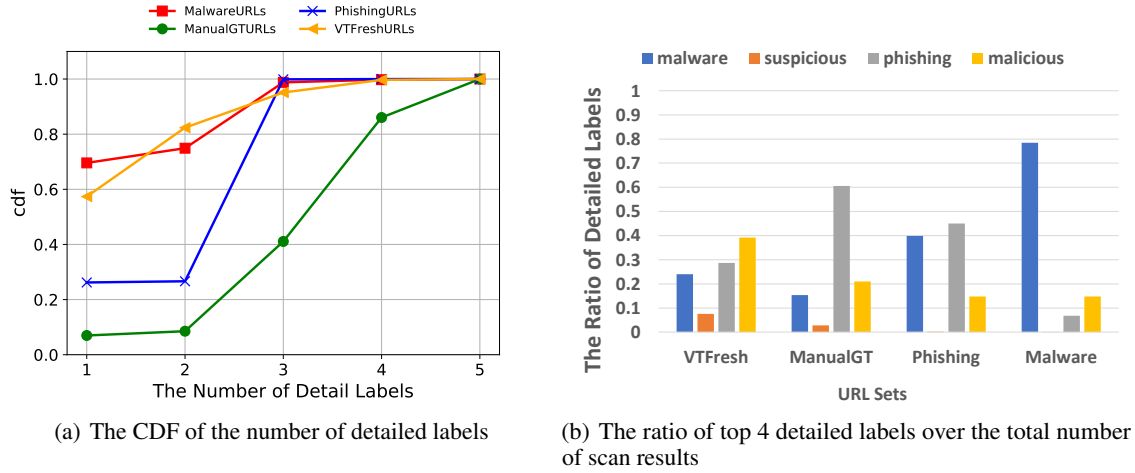 MalwareURLs PhishingURLs
ManualGTURLs VTFreshURLs
1.0
0.8
0.6
0.4
0.2
0.0
cdf
1 2 3 4 5
The Number of Detail Labels
(a) The CDF of the number of detailed labels
malware suspicious phishing malicious
1
0.9
0.8
0.7
0.6
0.5
0.4
0.3
0.2
0.1
0
The Ratio of Detailed Labels
VTFresh ManualGT Phishing Malware
URL Sets
(b) The ratio of top 4 detailed labels over the total number
of scan results